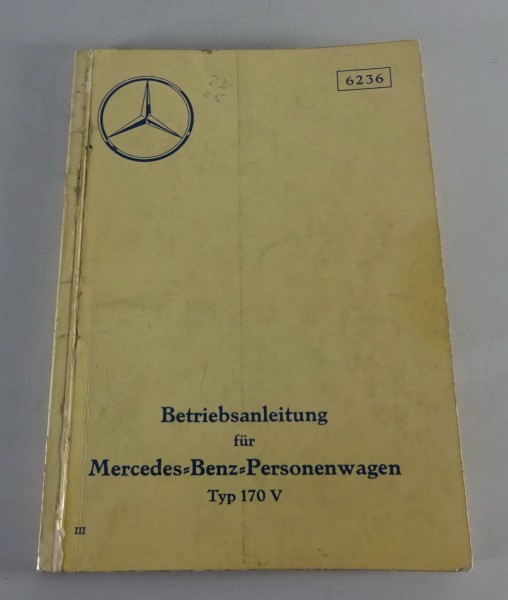 6236
Betriebsanleitung
für
Mercedes=Benz=Personenwagen
Typ 170 V
III